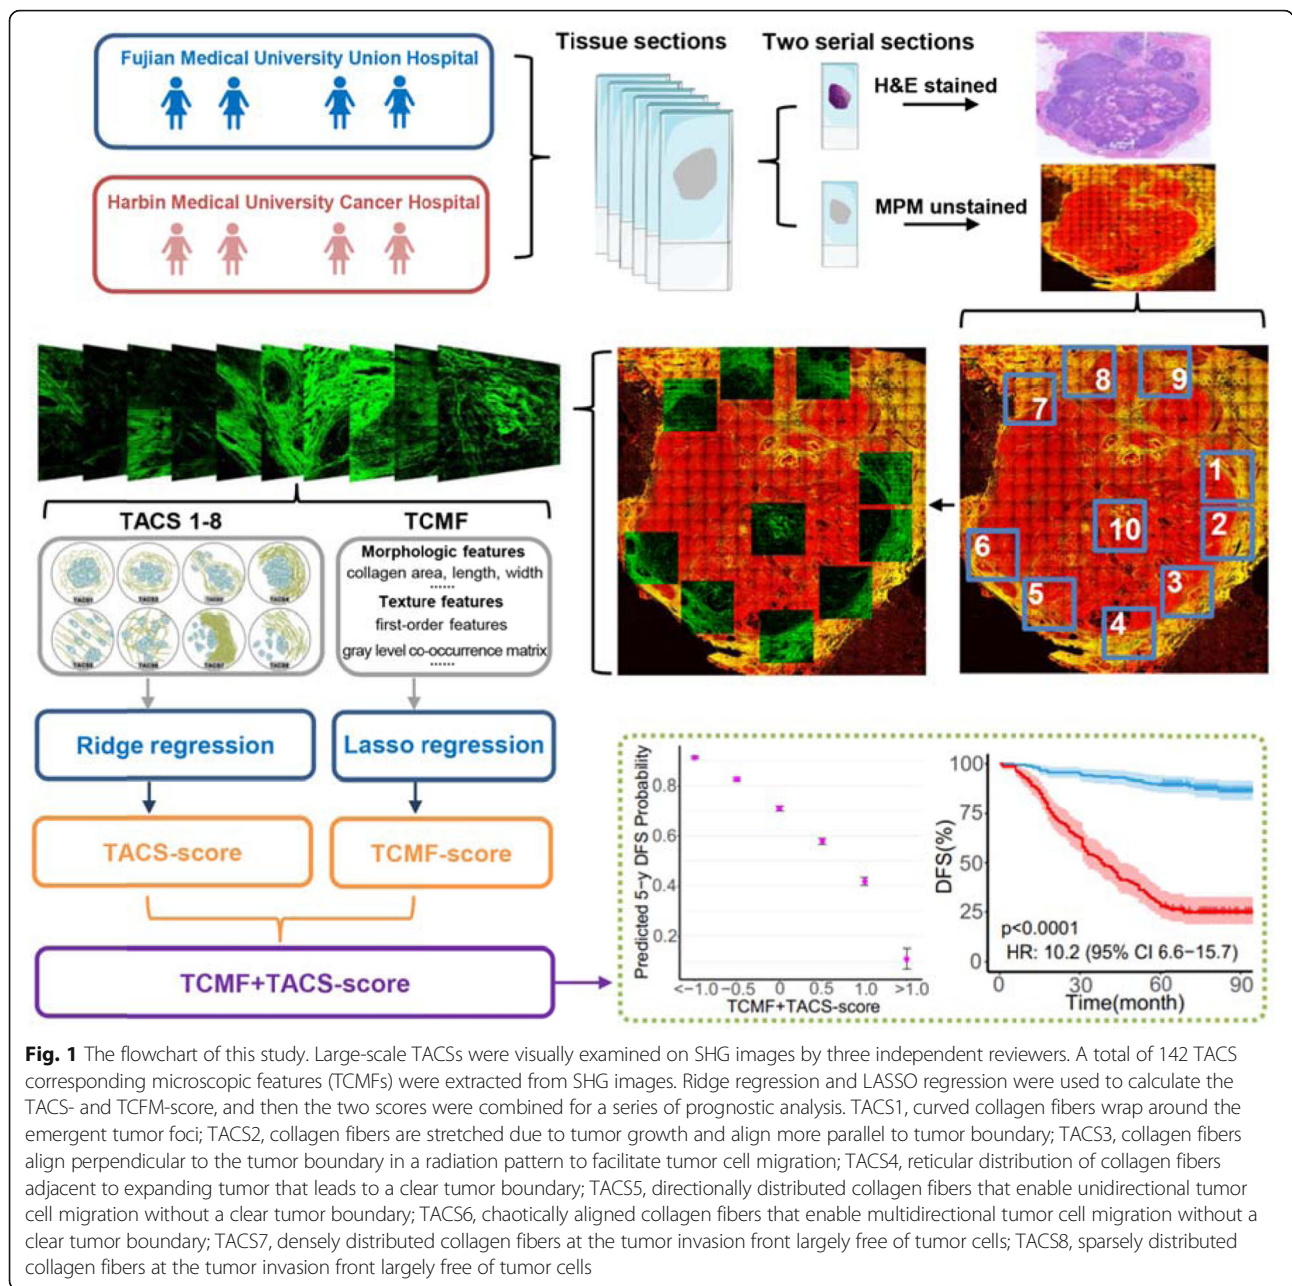 Fujian Medical University Union Hospital
Harbin Medical University Cancer Hospital
Tissue sections
Two serial sections
H&E stained
MPM unstained
7
8
9
1
2
10
6
5
3
4
TACS 1-8
TCMF
TACS1
TACS4
TACS7
Morphologic features
collagen area, length, width
......
Texture features
first-order features
gray level co-occurrence matrix
......
Ridge regression
Lasso regression
TACS-score
TCMF-score
TCMF+TACS-score
Predicted 5-y DFS Probability
0.8
0.6
0.4
0.2
<−1.0 −0.5 0 0.5 1.0 >1.0
TCMF+TACS-score
DFS(%)
100
75
50
25
0
p<0.0001
HR: 10.2 (95% CI 6.6−15.7)
0 30 60 90
Time(month)
Fig. 1 The flowchart of this study. Large-scale TACSs were visually examined on SHG images by three independent reviewers. A total of 142 TACS
corresponding microscopic features (TCMFs) were extracted from SHG images. Ridge regression and LASSO regression were used to calculate the
TACS- and TCFM-score, and then the two scores were combined for a series of prognostic analysis. TACS1, curved collagen fibers wrap around the
emergent tumor foci; TACS2, collagen fibers are stretched due to tumor growth and align more parallel to tumor boundary; TACS3, collagen fibers
align perpendicular to the tumor boundary in a radiation pattern to facilitate tumor cell migration; TACS4, reticular distribution of collagen fibers
adjacent to expanding tumor that leads to a clear tumor boundary; TACS5, directionally distributed collagen fibers that enable unidirectional tumor
cell migration without a clear tumor boundary; TACS6, chaotically aligned collagen fibers that enable multidirectional tumor cell migration without a
clear tumor boundary; TACS7, densely distributed collagen fibers at the tumor invasion front largely free of tumor cells; TACS8, sparsely distributed
collagen fibers at the tumor invasion front largely free of tumor cells